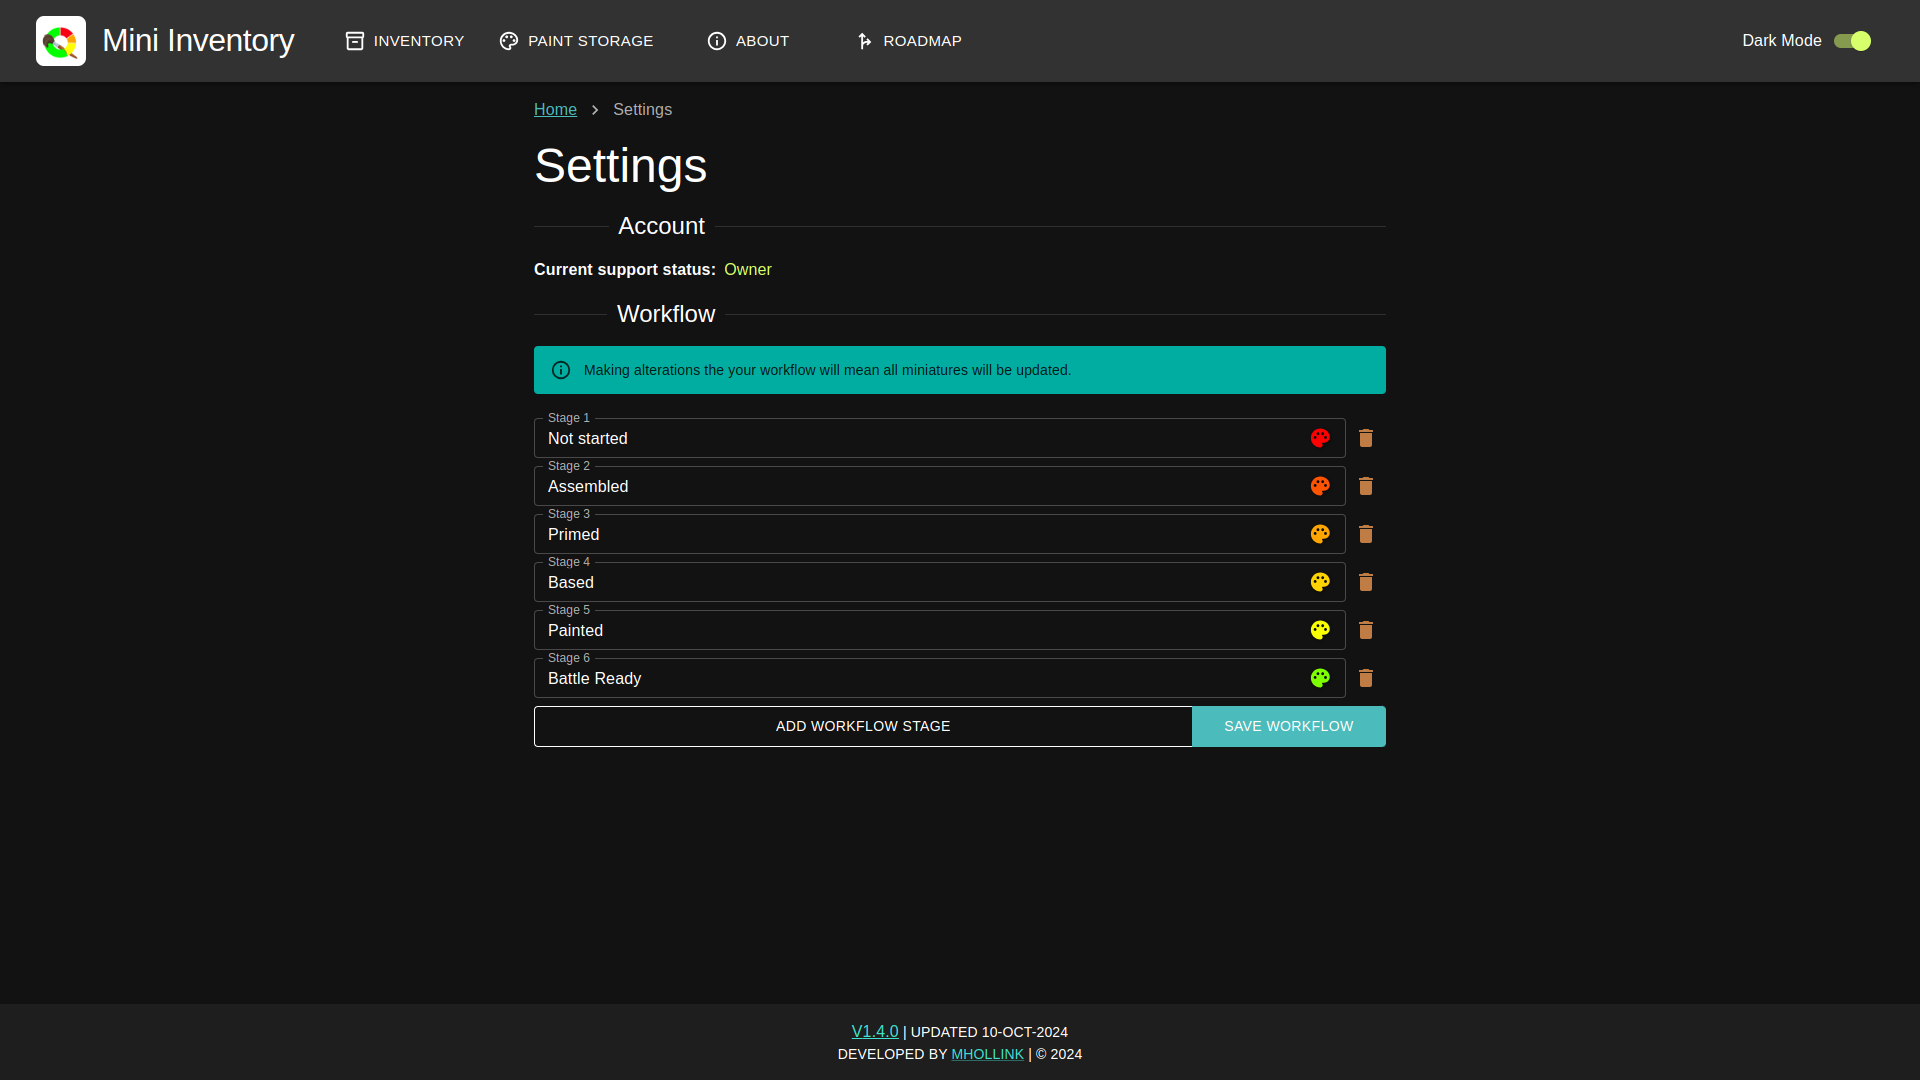 Mini Inventory
INVENTORY
PAINT STORAGE
ABOUT
ROADMAP
Dark Mode
Home > Settings
Settings
Account
Current support status: Owner
Workflow
Making alterations the your workflow will mean all miniatures will be updated.
Stage 1
Not started
Stage 2
Assembled
Stage 3
Primed
Stage 4
Based
Stage 5
Painted
Stage 6
Battle Ready
ADD WORKFLOW STAGE
SAVE WORKFLOW
V1.4.0 | UPDATED 10-OCT-2024
DEVELOPED BY MHOLLINK | © 2024